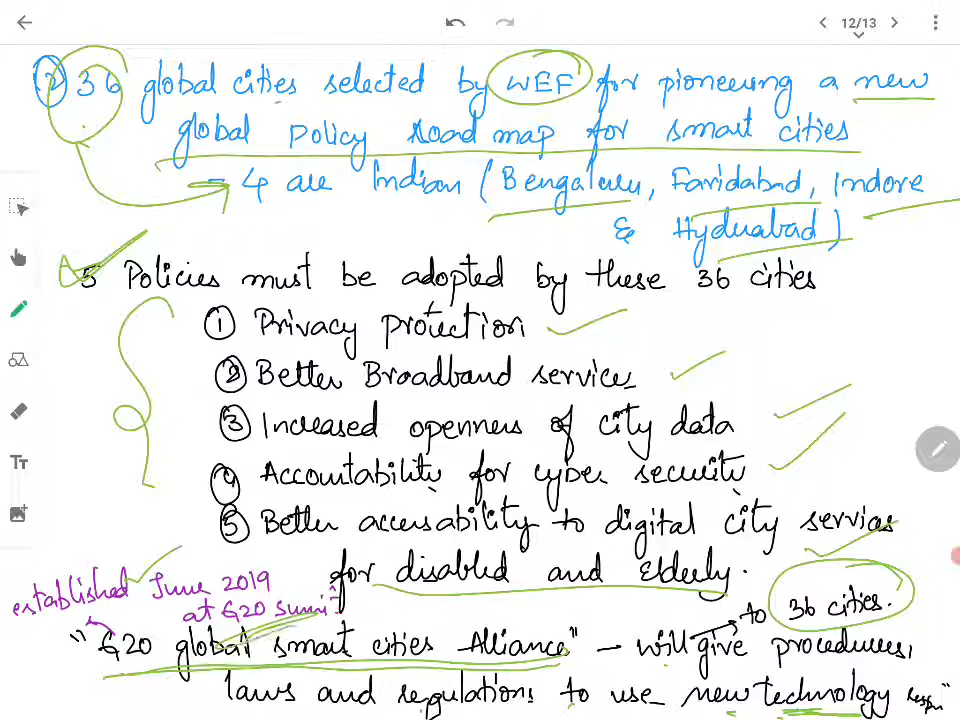 12/13
② 36 global cities selected by WEF for pioneering a new
global policy road map for smart cities
- 4 are Indian (Bengaluru, Faridabad, Indore
& Hyderabad)
5 Policies must be adopted by these 36 cities
① Privacy protection
② Better Broadband services
③ Increased openness of city data
④ Accountability for cyber security
⑤ Better accesability to digital city services
for disabled and Elderly.
established June 2019
at G20 Summit
to 36 cities.
"G20 global smart cities Alliance" - will give procedures,
laws and regulations to use new technology
Tт